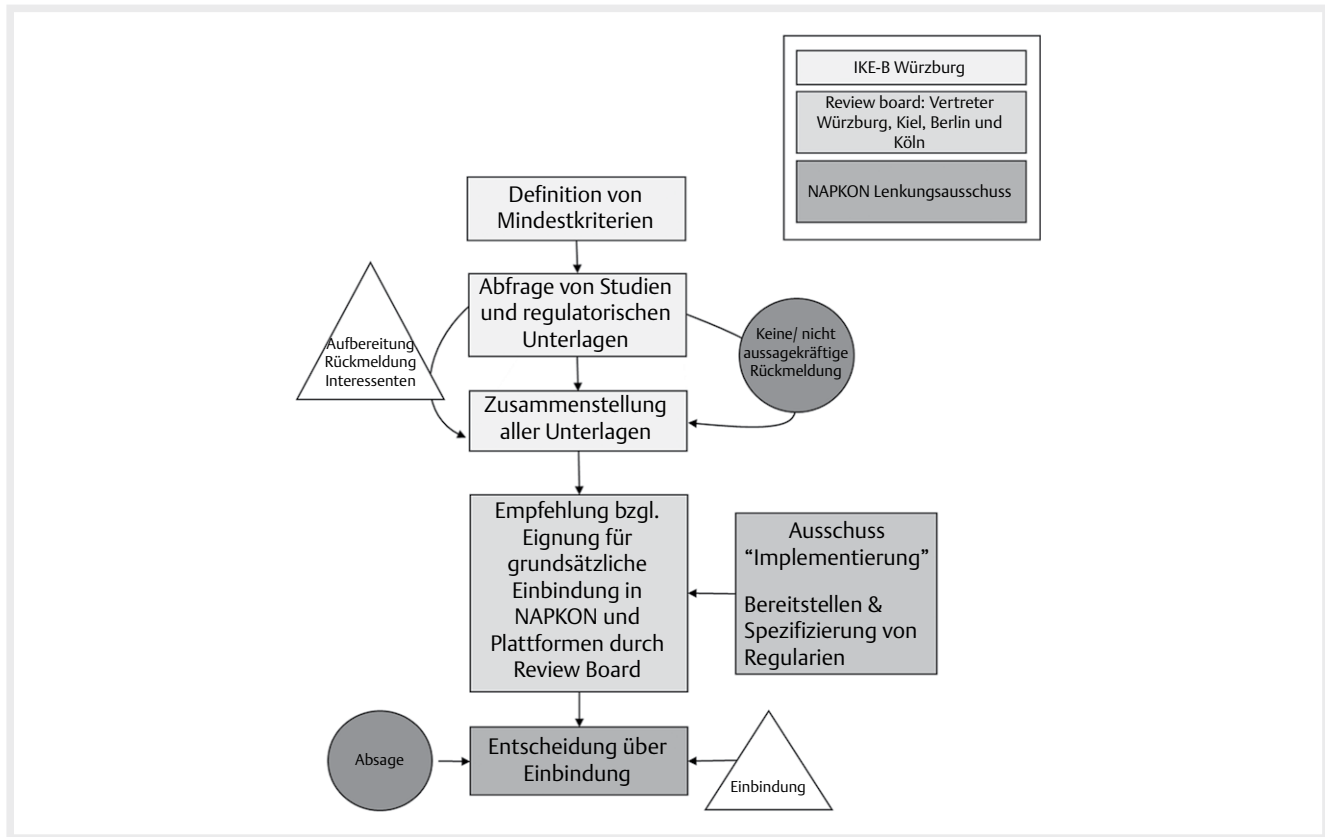 IKE-B Würzburg
Review board: Vertreter
Würzburg, Kiel, Berlin und
Köln
NAPKON Lenkungsausschuss
Definition von
Mindestkriterien
Abfrage von Studien
und regulatorischen
Unterlagen
Aufbereitung
Rückmeldung
Interessenten
Keine/ nicht
aussagekräftige
Rückmeldung
Zusammenstellung
aller Unterlagen
Empfehlung bzgl.
Eignung für
grundsätzliche
Einbindung in
NAPKON und
Plattformen durch
Review Board
Ausschuss
“Implementierung”
Bereitstellen &
Spezifizierung von
Regularien
Absage
Entscheidung über
Einbindung
Einbindung